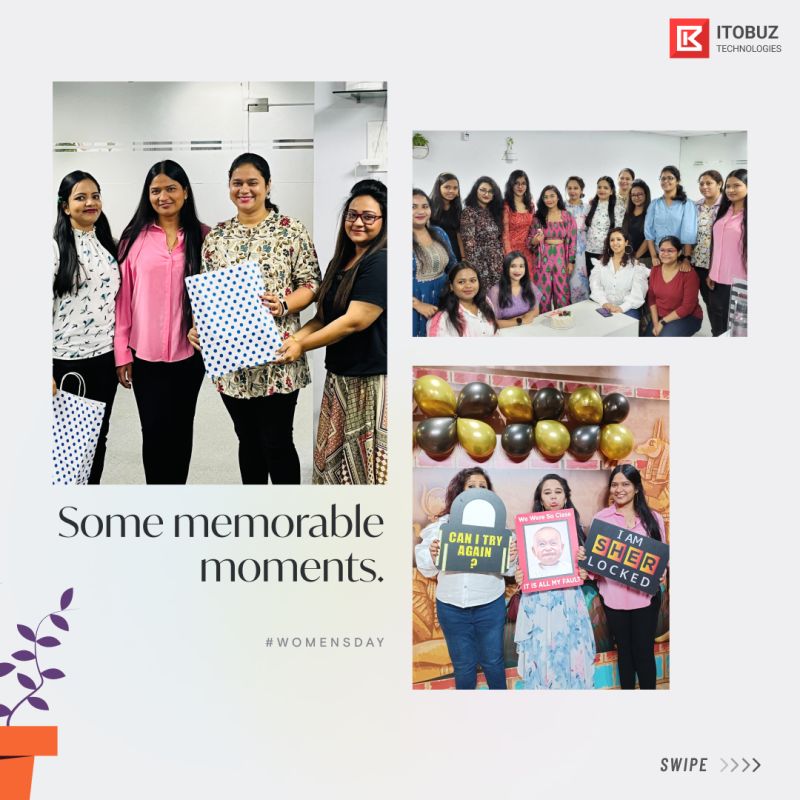 ITOBUZ
TECHNOLOGIES
Some memorable
moments.
#WOMENSDAY
CAN I TRY
AGAIN
?
We Were So Close
IT IS ALL MY FAULT
I AM
SHER
LOCKED
SWIPE >>>>